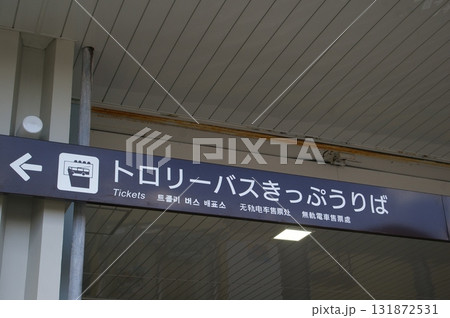 トロリーバスきっぷうりば
Tickets 트롤리 버스 매표소 无轨电车售票处 無軌電車售票處
PIXTA
pixta.jp - 131872531